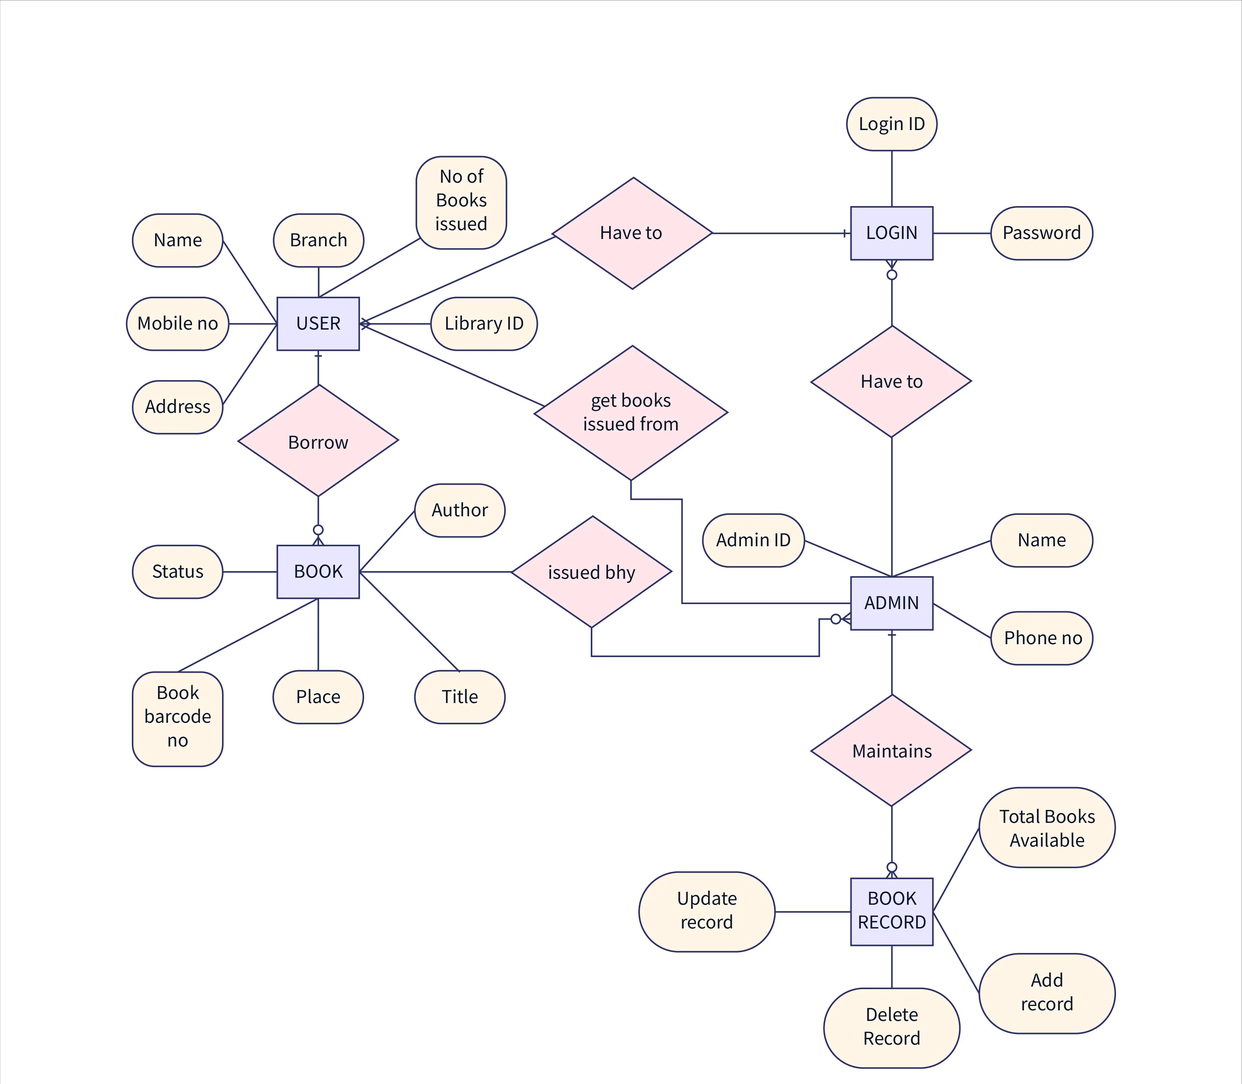 Login ID
No of
Books
issued
Name
Branch
Have to
LOGIN
Password
Mobile no
USER
Library ID
Address
Borrow
get books
issued from
Have to
Author
Status
BOOK
issued bhy
Admin ID
Name
ADMIN
Phone no
Book
barcode
no
Place
Title
Maintains
Total Books
Available
Update
record
BOOK
RECORD
Add
record
Delete
Record